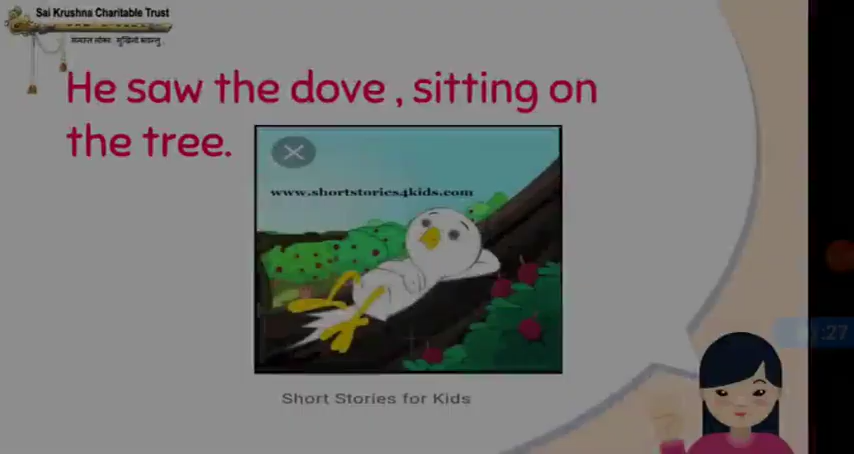 Sai Krushna Charitable Trust
He saw the dove , sitting on
the tree.
www.shortstories4kids.com
:27
Short Stories for Kids